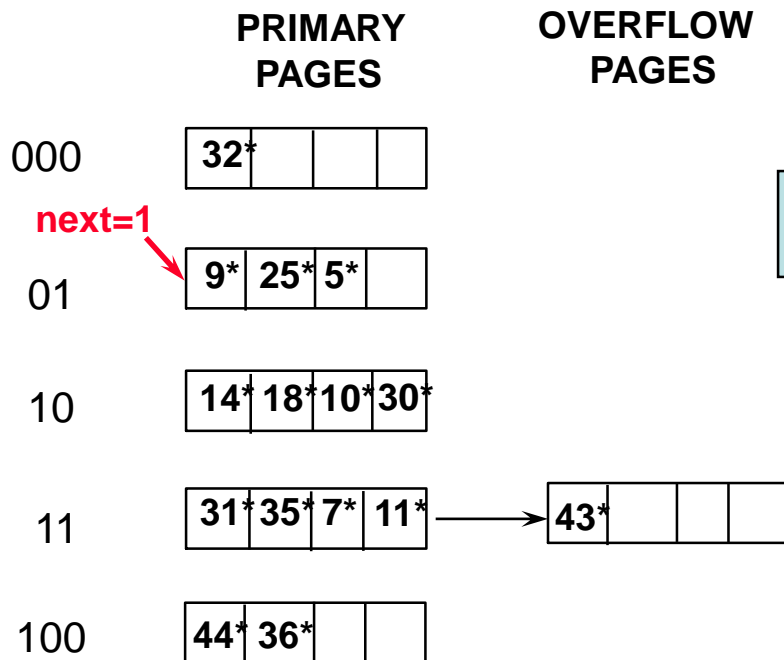 PRIMARY PAGES
OVERFLOW PAGES
000
32*
next=1
01
9* 25* 5*
10
14* 18* 10* 30*
11
31* 35* 7* 11*
43*
100
44* 36*